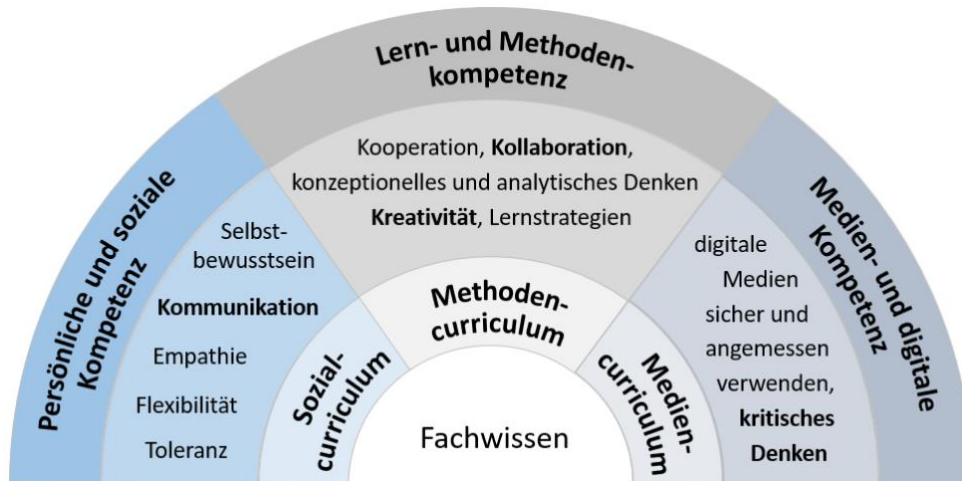 Lern- und Methoden-
kompetenz
Kooperation, Kollaboration,
konzeptionelles und analytisches Denken
Kreativität, Lernstrategien
Methoden-
curriculum
Persönliche und soziale
Kompetenz
Selbst-
bewusstsein
Kommunikation
Empathie
Flexibilität
Toleranz
Sozial-
curriculum
Medien- und digitale
Kompetenz
digitale
Medien
sicher und
angemessen
verwenden,
kritisches
Denken
Medien-
curriculum
Fachwissen